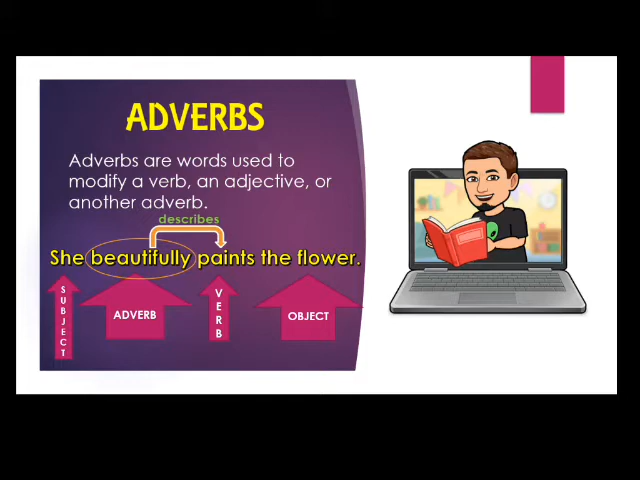 ADVERBS
Adverbs are words used to
modify a verb, an adjective, or
another adverb.
describes
She beautifully paints the flower.
SUBJECT
ADVERB
VERB
OBJECT